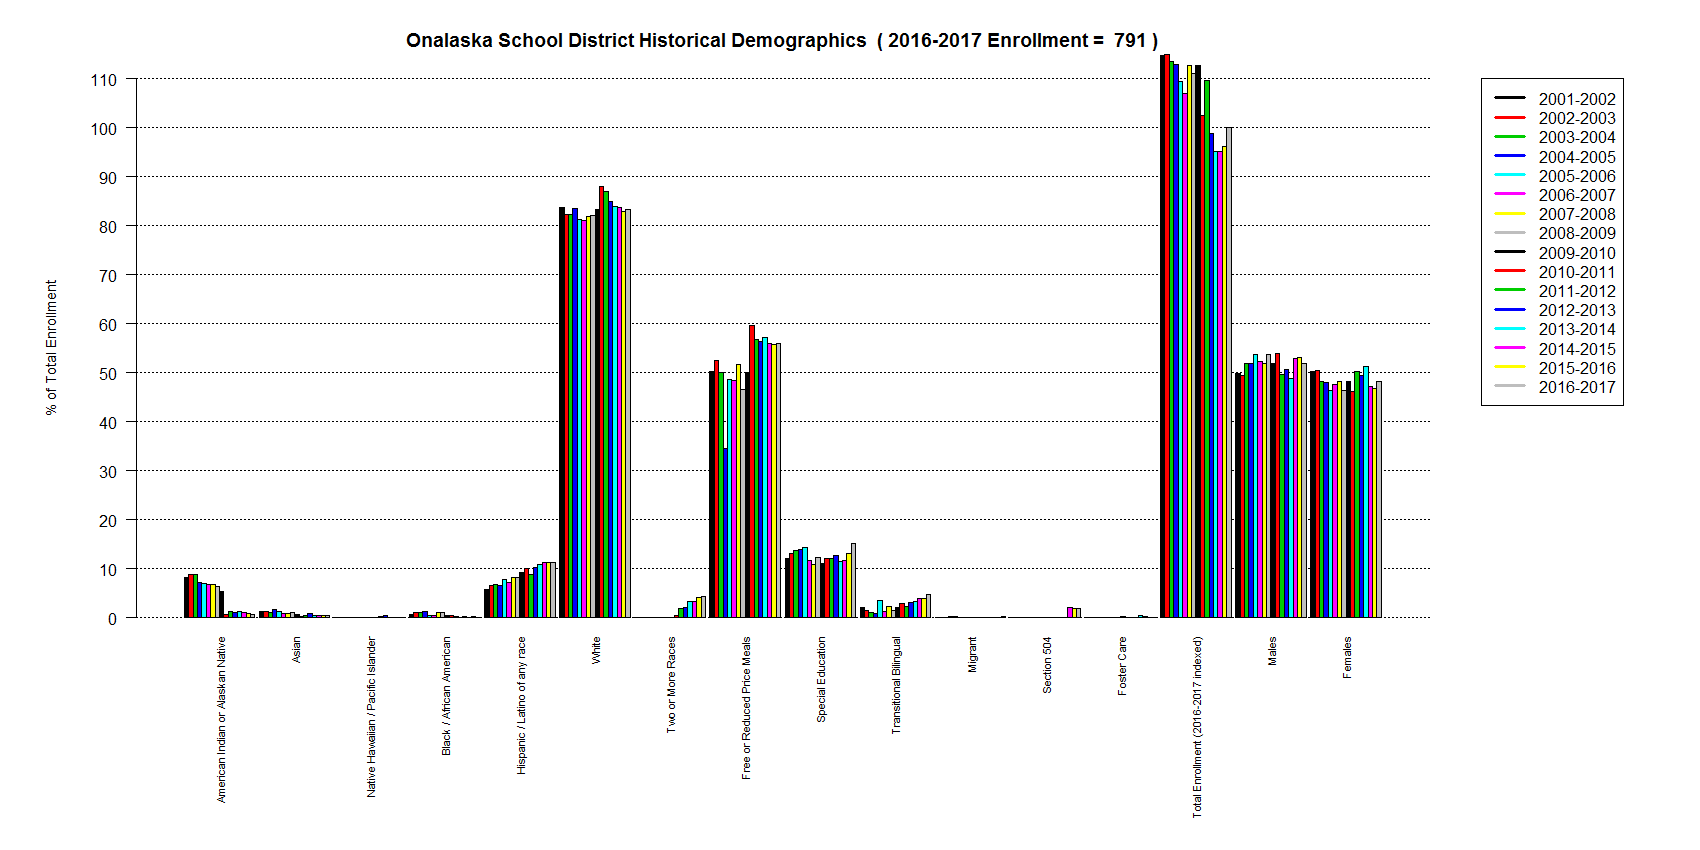 Onalaska School District Historical Demographics  ( 2016-2017 Enrollment =  791 )
% of Total Enrollment
110
100
90
80
70
60
50
40
30
20
10
0
American Indian or Alaskan Native
Asian
Native Hawaiian / Pacific Islander
Black / African American
Hispanic / Latino of any race
White
Two or More Races
Free or Reduced Price Meals
Special Education
Transitional Bilingual
Migrant
Section 504
Foster Care
Total Enrollment (2016-2017 indexed)
Males
Females
2001-2002
2002-2003
2003-2004
2004-2005
2005-2006
2006-2007
2007-2008
2008-2009
2009-2010
2010-2011
2011-2012
2012-2013
2013-2014
2014-2015
2015-2016
2016-2017